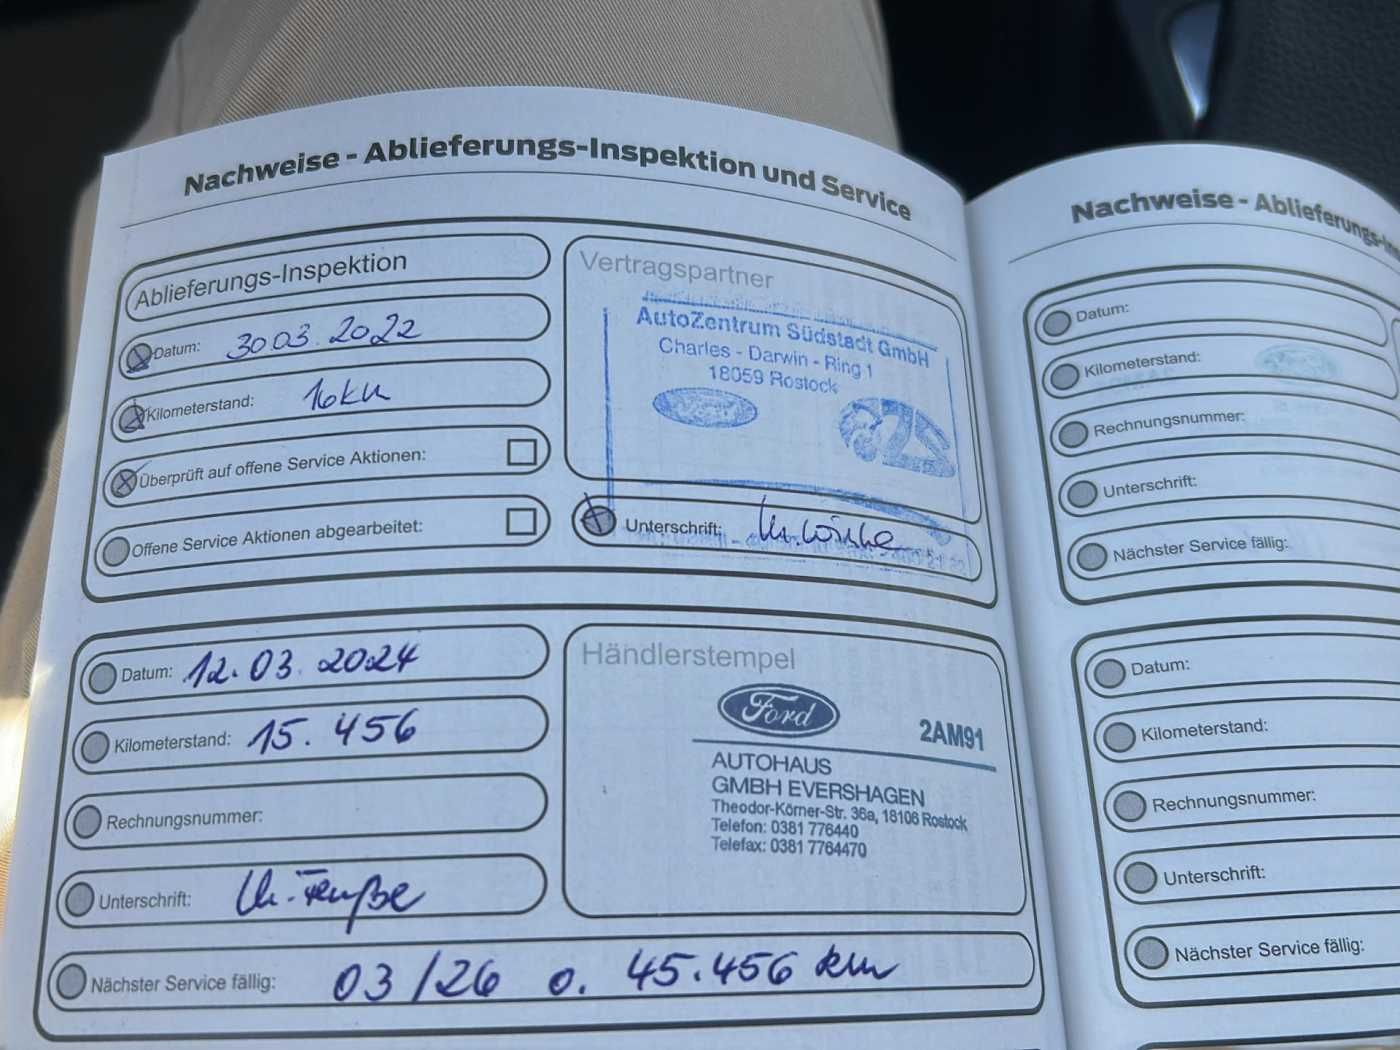 Nachweise - Ablieferungs-Inspektion und Service
Ablieferungs-Inspektion
Datum: 30 03. 2022
Kilometerstand: 16km
Überprüft auf offene Service Aktionen:
Offene Service Aktionen abgearbeitet:
Vertragspartner
AutoZentrum Südstadt GmbH
Charles - Darwin - Ring 1
18059 Rostock
Unterschrift:
Datum: 12.03.2024
Kilometerstand: 15.456
Rechnungsnummer:
Unterschrift:
Nächster Service fällig: 03/26 o. 45.456 km
Händlerstempel
Ford
2AM91
AUTOHAUS
GMBH EVERSHAGEN
Theodor-Körner-Str. 36a, 18106 Rostock
Telefon: 0381 776440
Telefax: 0381 7764470
Nachweise - Ablieferungs-
Datum:
Kilometerstand:
Rechnungsnummer:
Unterschrift:
Nächster Service fällig:
Datum:
Kilometerstand:
Rechnungsnummer:
Unterschrift:
Nächster Service fällig: